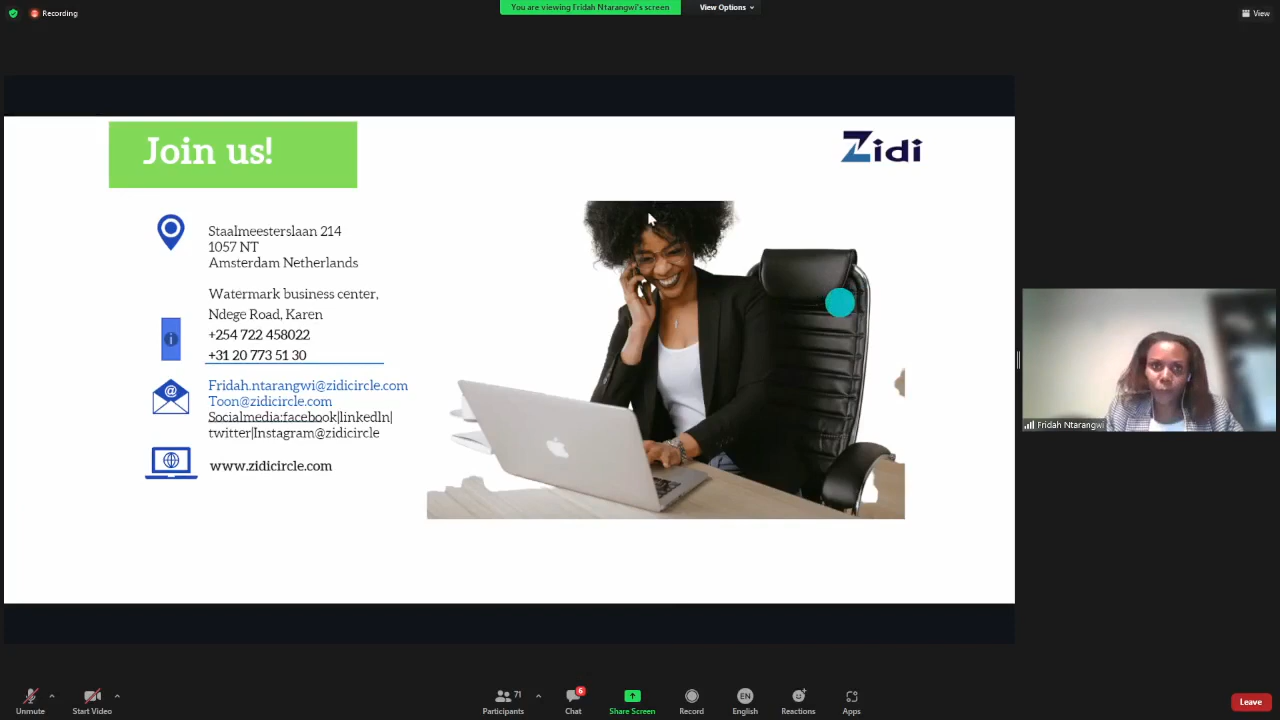 Recording
You are viewing Fridah Ntarangwi's screen
View Options
View
Join us!
Zidi
Staalmeesterslaan 214
1057 NT
Amsterdam Netherlands
Watermark business center,
Ndege Road, Karen
+254 722 458022
+31 20 773 51 30
Fridah.ntarangwi@zidicircle.com
Toon@zidicircle.com
Socialmedia:facebook|linkedln|
twitter|Instagram@zidicircle
www.zidicircle.com
Fridah Ntarangwi
Unmute
Start Video
71
Participants
6
Chat
Share Screen
Record
EN
English
Reactions
Apps
Leave